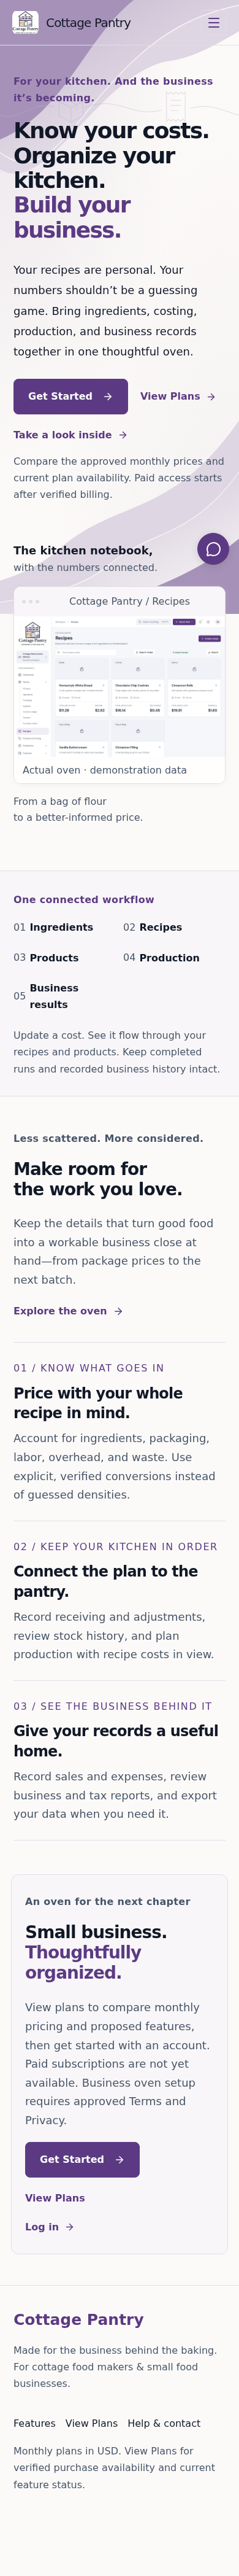 Cottage Pantry
For your kitchen. And the business
it's becoming.
Know your costs.
Organize your
kitchen.
Build your
business.
Your recipes are personal. Your
numbers shouldn't be a guessing
game. Bring ingredients, costing,
production, and business records
together in one thoughtful oven.
Get Started →
View Plans →
Take a look inside →
Compare the approved monthly prices and
current plan availability. Paid access starts
after verified billing.
The kitchen notebook,
with the numbers connected.
Cottage Pantry / Recipes
Recipes
Actual oven · demonstration data
From a bag of flour
to a better-informed price.
One connected workflow
01 Ingredients
02 Recipes
03 Products
04 Production
05 Business
results
Update a cost. See it flow through your
recipes and products. Keep completed
runs and recorded business history intact.
Less scattered. More considered.
Make room for
the work you love.
Keep the details that turn good food
into a workable business close at
hand—from package prices to the
next batch.
Explore the oven →
01 / KNOW WHAT GOES IN
Price with your whole
recipe in mind.
Account for ingredients, packaging,
labor, overhead, and waste. Use
explicit, verified conversions instead
of guessed densities.
02 / KEEP YOUR KITCHEN IN ORDER
Connect the plan to the
pantry.
Record receiving and adjustments,
review stock history, and plan
production with recipe costs in view.
03 / SEE THE BUSINESS BEHIND IT
Give your records a useful
home.
Record sales and expenses, review
business and tax reports, and export
your data when you need it.
An oven for the next chapter
Small business.
Thoughtfully
organized.
View plans to compare monthly
pricing and proposed features,
then get started with an account.
Paid subscriptions are not yet
available. Business oven setup
requires approved Terms and
Privacy.
Get Started →
View Plans
Log in →
Cottage Pantry
Made for the business behind the baking.
For cottage food makers & small food
businesses.
Features View Plans Help & contact
Monthly plans in USD. View Plans for
verified purchase availability and current
feature status.